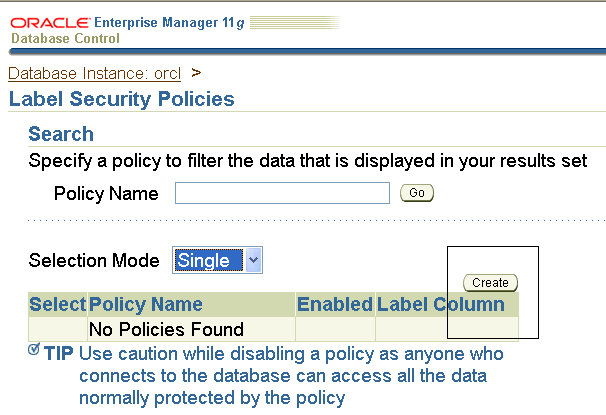 ORACLE Enterprise Manager 11g
Database Control
Database Instance: orcl >
Label Security Policies
Search
Specify a policy to filter the data that is displayed in your results set
Policy Name Go
Selection Mode Single
Create
Select Policy Name Enabled Label Column
No Policies Found
TIP Use caution while disabling a policy as anyone who
connects to the database can access all the data
normally protected by the policy